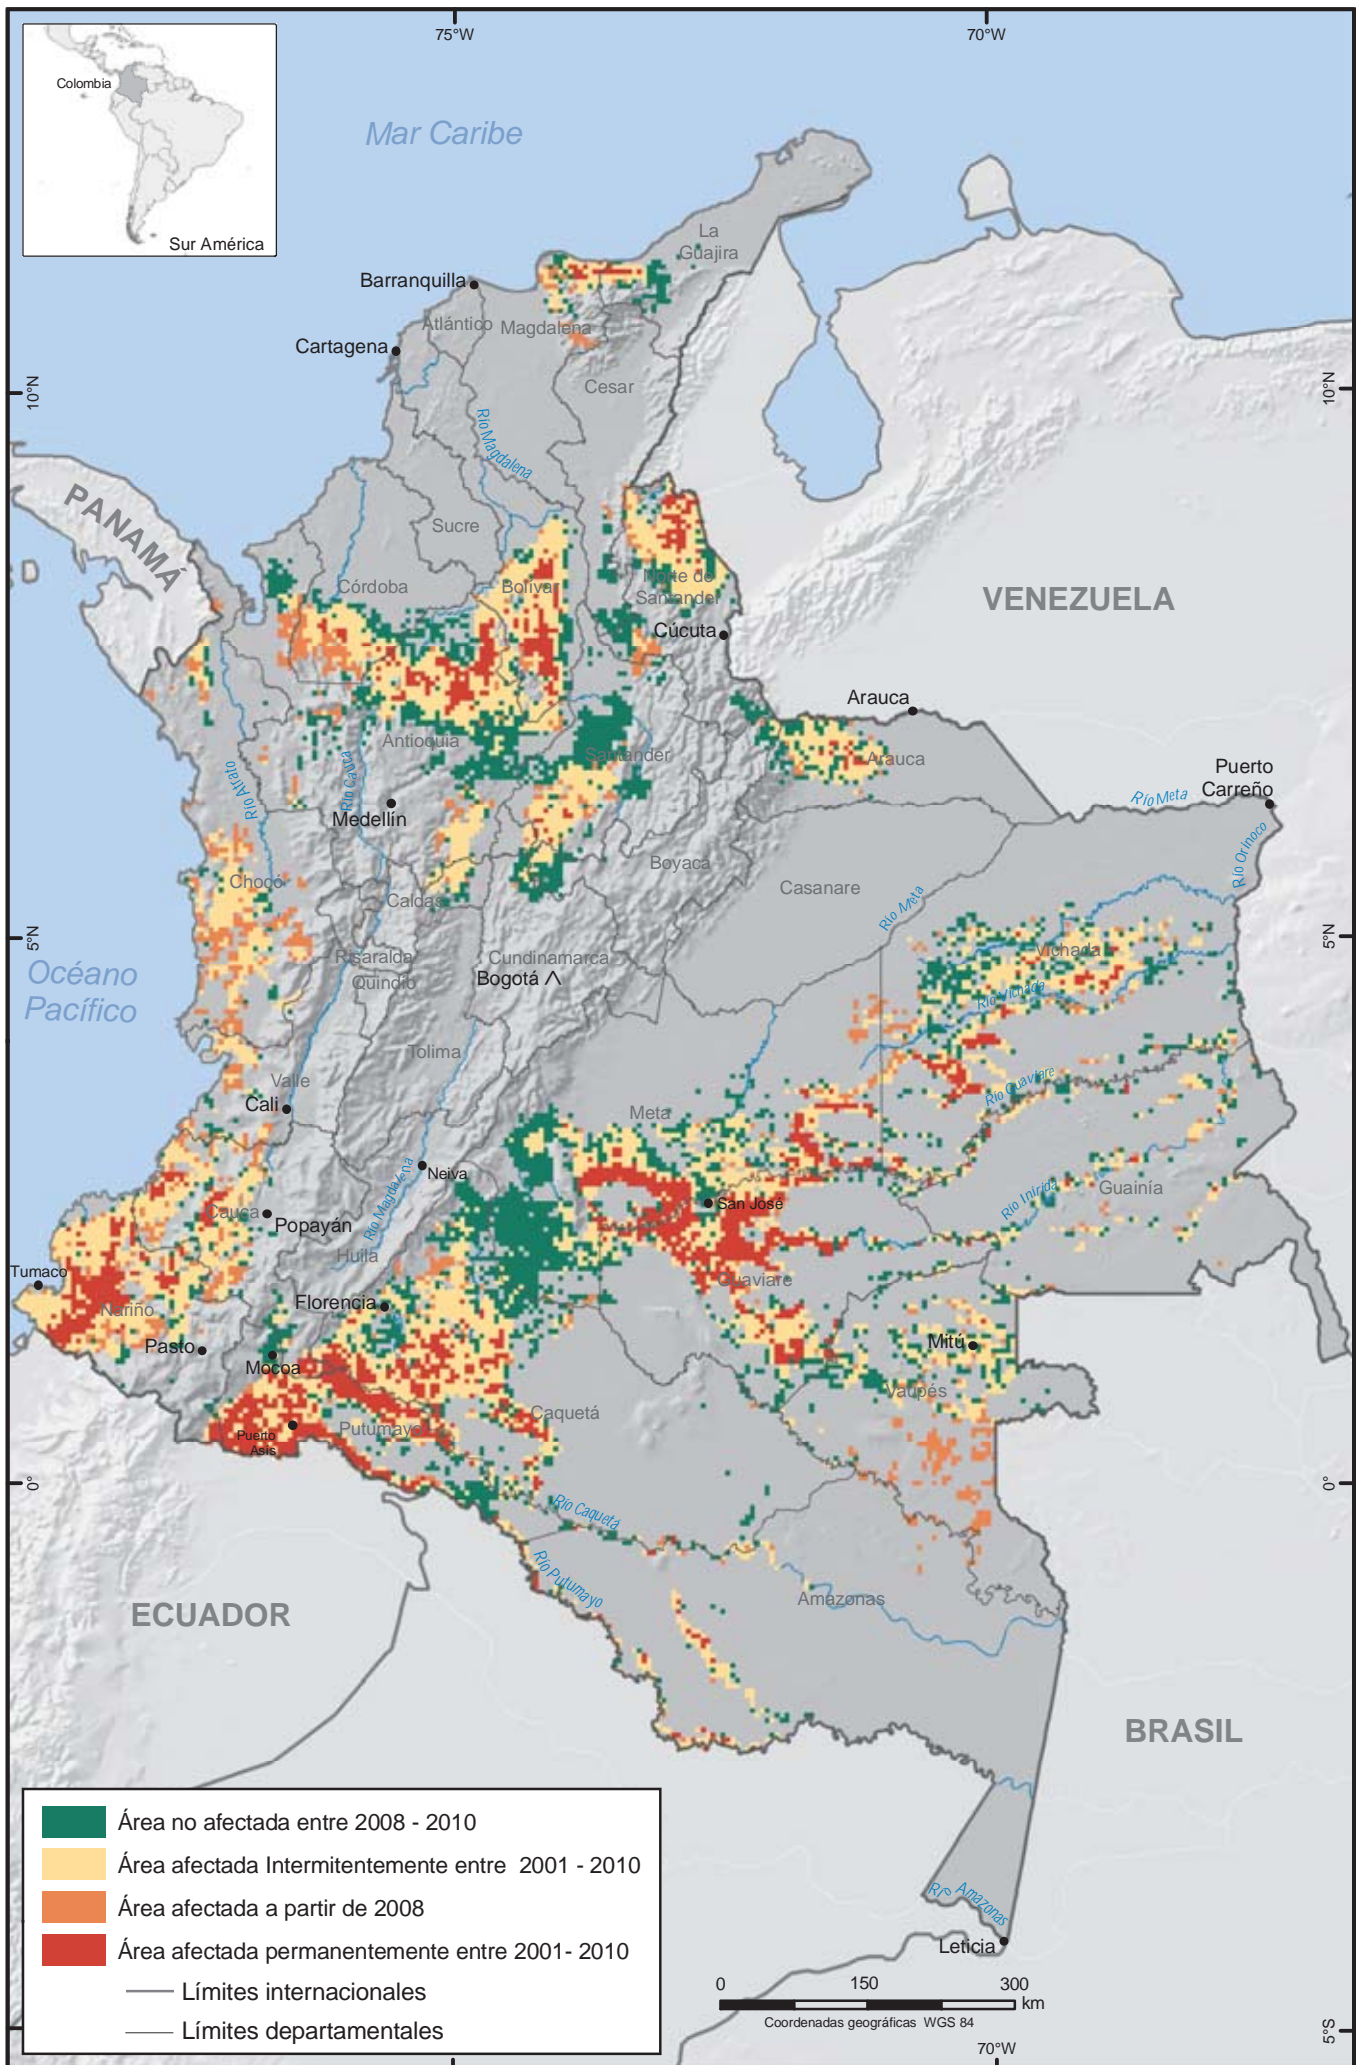 75°W
70°W
Colombia
Sur América
Mar Caribe
La
Guajira
Barranquilla
Atlántico
Magdalena
Cartagena
Cesar
10°N
10°N
Río Magdalena
PANAMÁ
Sucre
Córdoba
Bolívar
Norte de
Santander
VENEZUELA
Cúcuta
Arauca
Antioquia
Santander
Arauca
Río Atrato
Río Cauca
Puerto
Carreño
Río Meta
Medellín
Río Orinoco
Boyacá
Chocó
Caldas
Casanare
Río Meta
5°N
5°N
Risaralda
Cundinamarca
Vichada
Océano
Pacífico
Quindío
Bogotá
Río Vichada
Tolima
Valle
Cali
Río Guaviare
Meta
Neiva
Río Magdalena
Guainía
Río Inírida
San José
Cauca
Popayán
Huila
Tumaco
Guaviare
Nariño
Florencia
Pasto
Mocoa
Mitú
Vaupés
Caquetá
Putumayo
Puerto
Asis
0°
0°
Río Caquetá
Río Putumayo
Amazonas
ECUADOR
BRASIL
Área no afectada entre 2008 - 2010
Área afectada Intermitentemente entre 2001 - 2010
Área afectada a partir de 2008
Área afectada permanentemente entre 2001- 2010
Límites internacionales
Límites departamentales
Río Amazonas
Leticia
0 150 300
km
Coordenadas geográficas WGS 84
5°S
70°W